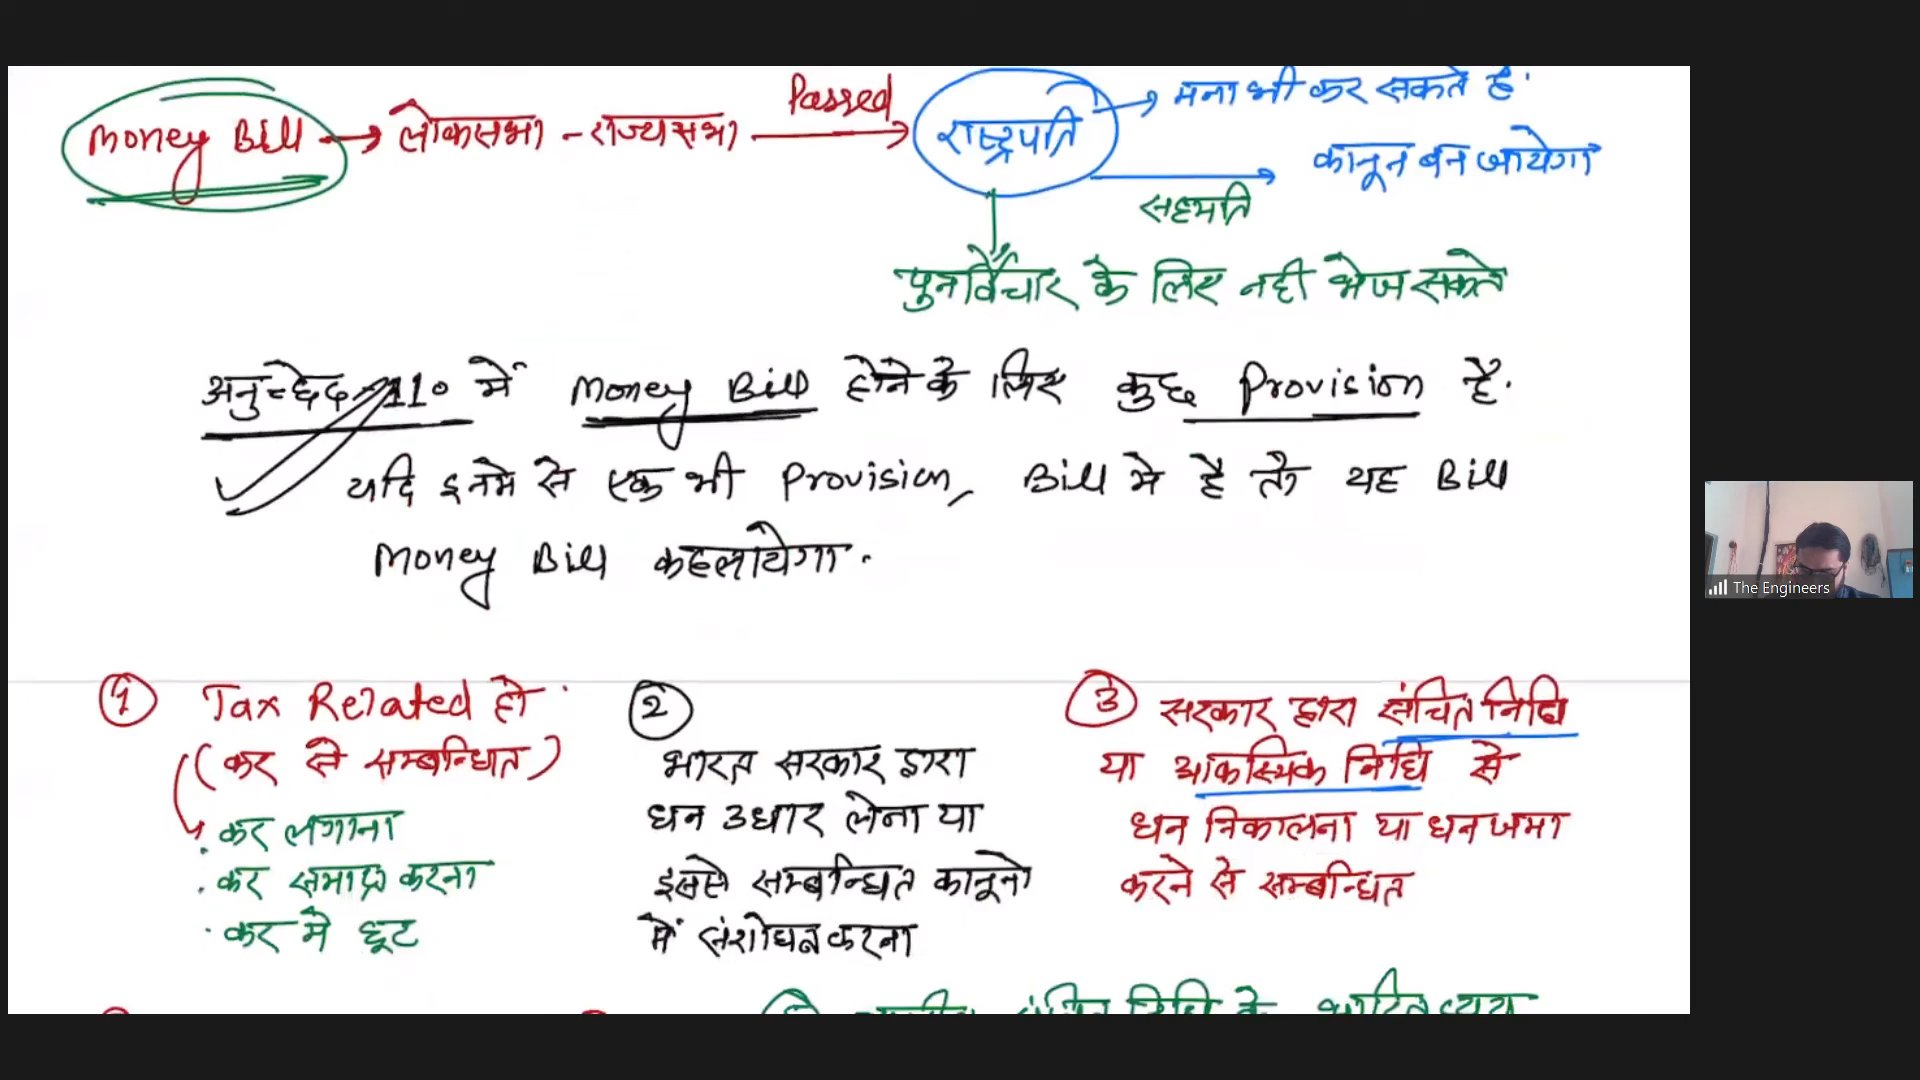 Money Bill → लोकसभा - राज्यसभा Passed → राष्ट्रपति → मना भी कर सकते है.
सहमति → कानून बन जायेगा
पुनर्विचार के लिए नही भेज सकते
अनुच्छेद-110 में Money Bill होने के लिए कुछ Provision है.
यदि इनमे से एक भी Provision, Bill मे है तो यह Bill
Money Bill कहलायेगा.
1 Tax Related हो
(कर से सम्बन्धित)
. कर लगाना
. कर समाप्त करना
. कर मे छूट
2
भारत सरकार द्वारा
धन उधार लेना या
इससे सम्बन्धित कानूनो
में संशोधन करना
3 सरकार द्वारा संचित निधि
या आकस्मिक निधि से
धन निकालना या धन जमा
करने से सम्बन्धित
The Engineers